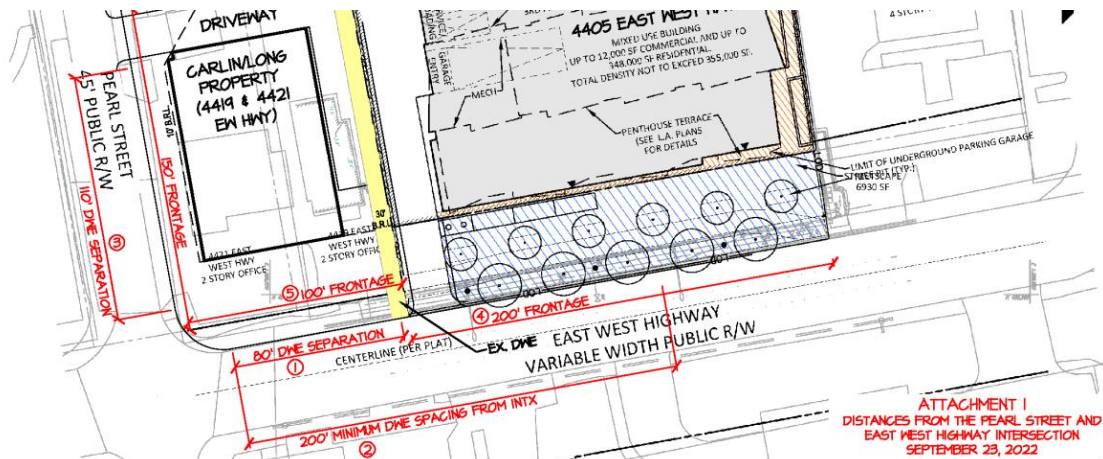 DRIVEWAY
CARLIN/LONG
PROPERTY
(4419 & 4421
EW HWY)
PEARL STREET
45' PUBLIC R/W
10' B.R.L.
150' FRONTAGE
110' DWE SEPARATION
③
GARAGE
ENTRY
MECH
4405 EAST WEST
MIXED USE BUILDING
UP TO 12,000 SF COMMERCIAL AND UP TO
348,000 SF RESIDENTIAL.
TOTAL DENSITY NOT TO EXCEED 355,000 SF.
PENTHOUSE TERRACE
(SEE L.A. PLANS
FOR DETAILS
LIMIT OF UNDERGROUND PARKING GARAGE
6930 SF
30'
B.R.L.
4421 EAST
WEST HWY
2 STORY OFFICE
4419 EAST
WEST HWY
2 STORY OFFICE
⑤ 100' FRONTAGE
④ 200' FRONTAGE
LOD
80' DWE SEPARATION
①
CENTERLINE (PER PLAT)
EX. DWE
EAST WEST HIGHWAY
VARIABLE WIDTH PUBLIC R/W
200' MINIMUM DWE SPACING FROM INTX
②
ATTACHMENT 1
DISTANCES FROM THE PEARL STREET AND
EAST WEST HIGHWAY INTERSECTION
SEPTEMBER 23, 2022